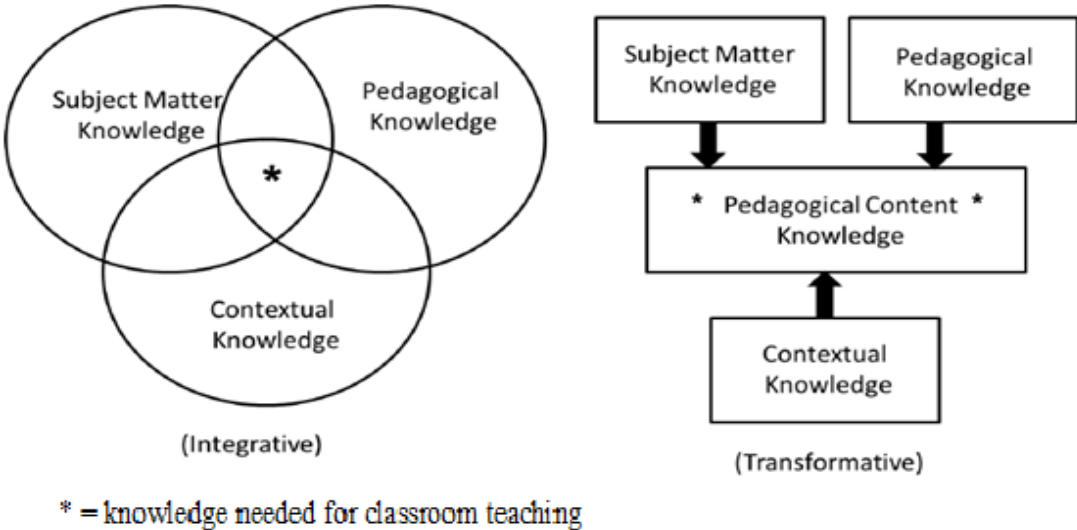 Subject Matter
Knowledge
Pedagogical
Knowledge
*
Contextual
Knowledge
(Integrative)
Subject Matter
Knowledge
Pedagogical
Knowledge
* Pedagogical Content *
Knowledge
Contextual
Knowledge
(Transformative)
* = knowledge needed for classroom teaching